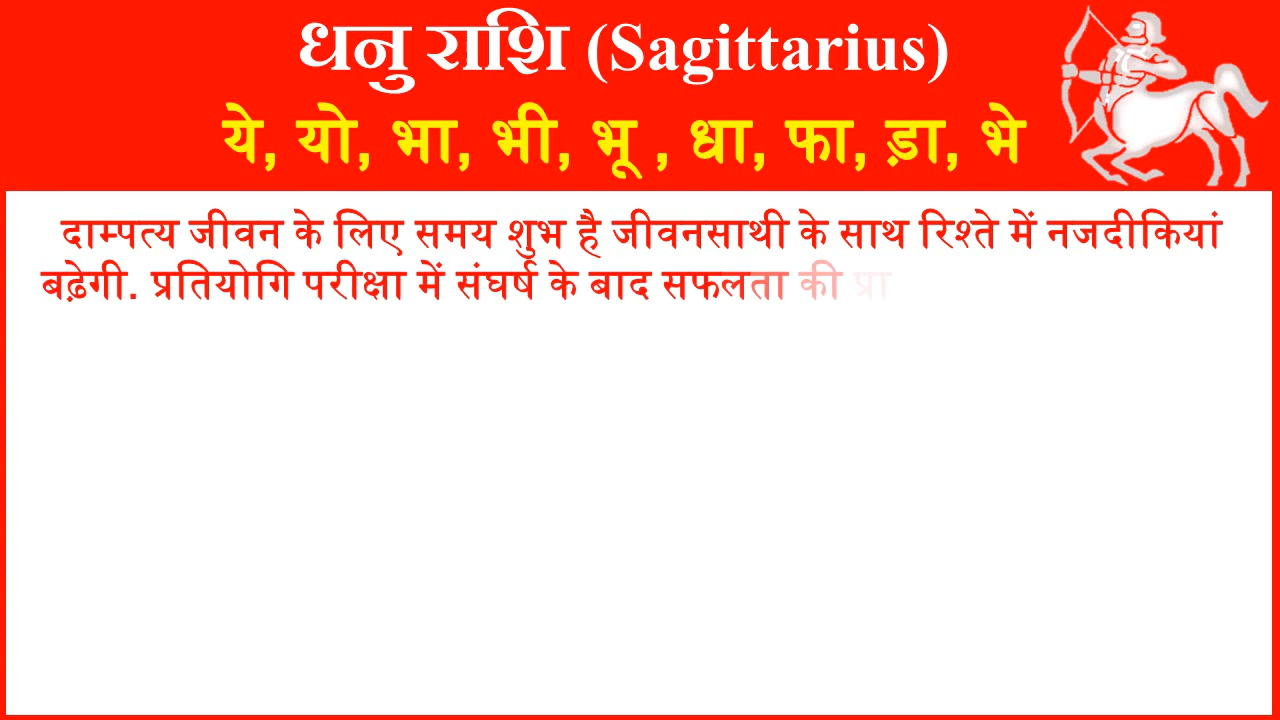 धनु राशि (Sagittarius)
ये, यो, भा, भी, भू , धा, फा, ड़ा, भे
दाम्पत्य जीवन के लिए समय शुभ है जीवनसाथी के साथ रिश्ते में नजदीकियां
बढ़ेगी. प्रतियोगि परीक्षा में संघर्ष के बाद सफलता की प्रा